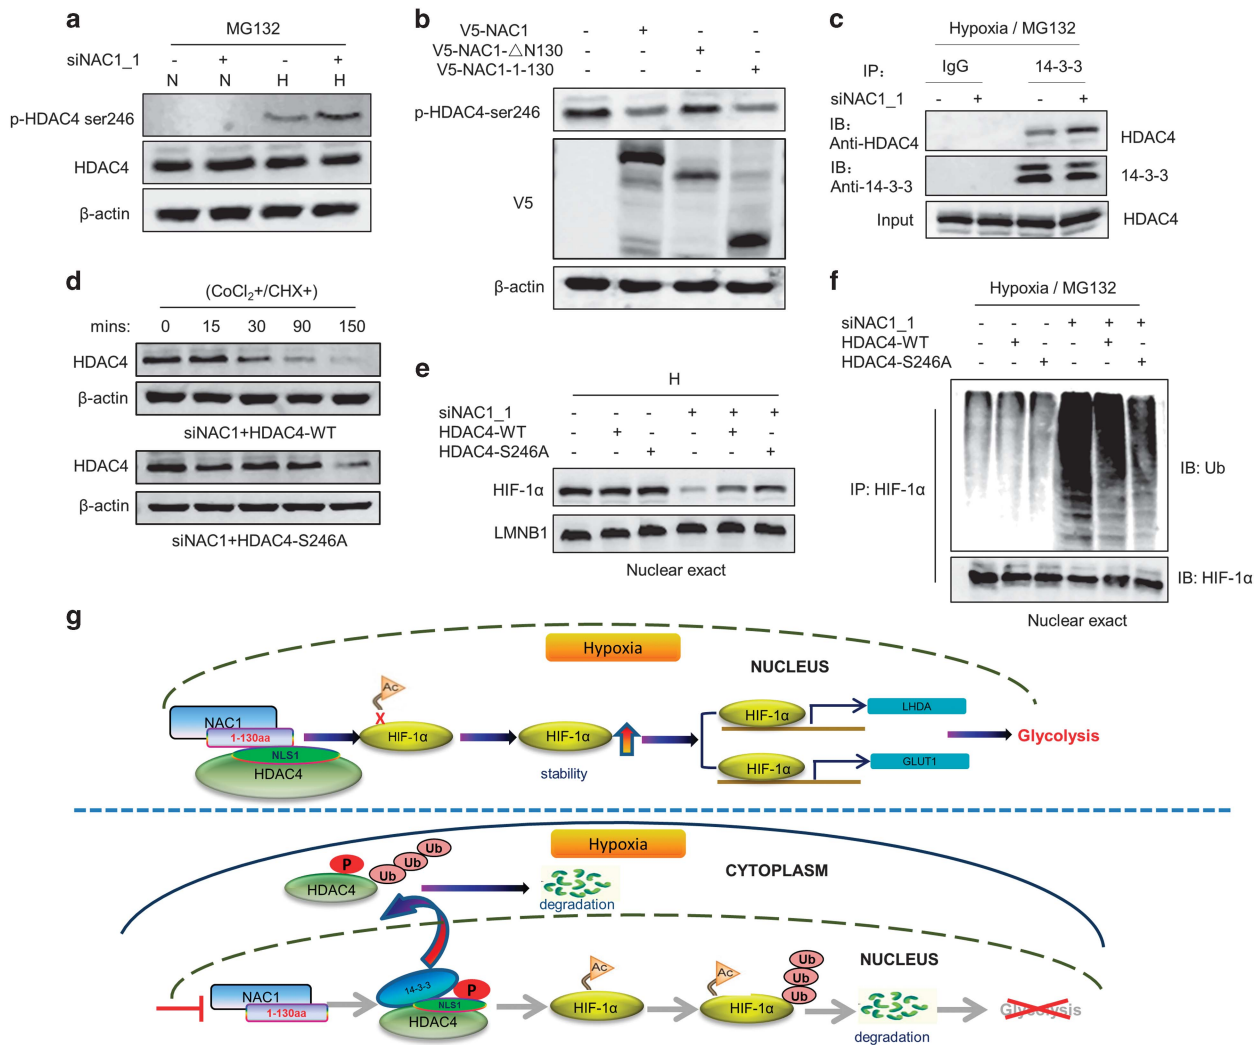 a
MG132
siNAC1_1 - + - +
N N H H
p-HDAC4 ser246
HDAC4
β-actin
b
V5-NAC1 - + - -
V5-NAC1-△N130 - - + -
V5-NAC1-1-130 - - - +
p-HDAC4-ser246
V5
β-actin
c
Hypoxia / MG132
IP: IgG 14-3-3
siNAC1_1 - + - +
IB:
Anti-HDAC4 HDAC4
IB:
Anti-14-3-3 14-3-3
Input HDAC4
d
(CoCl2+/CHX+)
mins: 0 15 30 90 150
HDAC4
β-actin
siNAC1+HDAC4-WT
HDAC4
β-actin
siNAC1+HDAC4-S246A
e
H
siNAC1_1 - - - + + +
HDAC4-WT - + - - + -
HDAC4-S246A - - + - - +
HIF-1α
LMNB1
Nuclear exact
f
Hypoxia / MG132
siNAC1_1 - - - + + +
HDAC4-WT - + - - + -
HDAC4-S246A - - + - - +
IP: HIF-1α
IB: Ub
IB: HIF-1α
Nuclear exact
g
Hypoxia
NUCLEUS
NAC1
1-130aa
NLS1
HDAC4
Ac
X
HIF-1α
HIF-1α
stability
HIF-1α
LHDA
HIF-1α
GLUT1
Glycolysis
Hypoxia
CYTOPLASM
P
HDAC4
Ub
Ub
Ub
degradation
NUCLEUS
NAC1
1-130aa
14-3-3
P
NLS1
HDAC4
Ac
HIF-1α
Ac
HIF-1α
Ub
Ub
Ub
degradation
Glycolysis